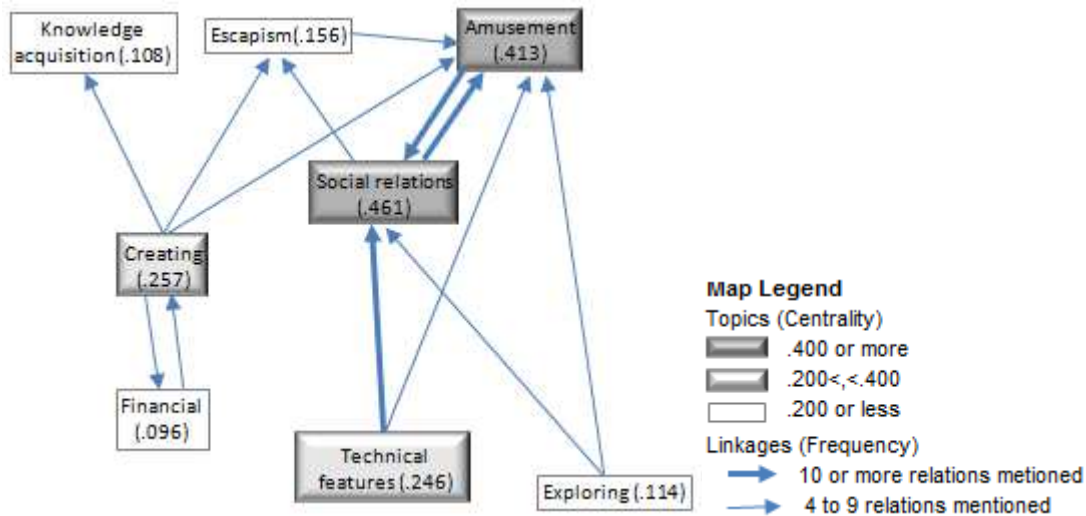 Knowledge
acquisition (.108)
Escapism(.156)
Amusement
(.413)
Social relations
(.461)
Creating
(.257)
Financial
(.096)
Technical
features (.246)
Exploring (.114)
Map Legend
Topics (Centrality)
.400 or more
.200<,<.400
.200 or less
Linkages (Frequency)
10 or more relations metioned
4 to 9 relations mentioned